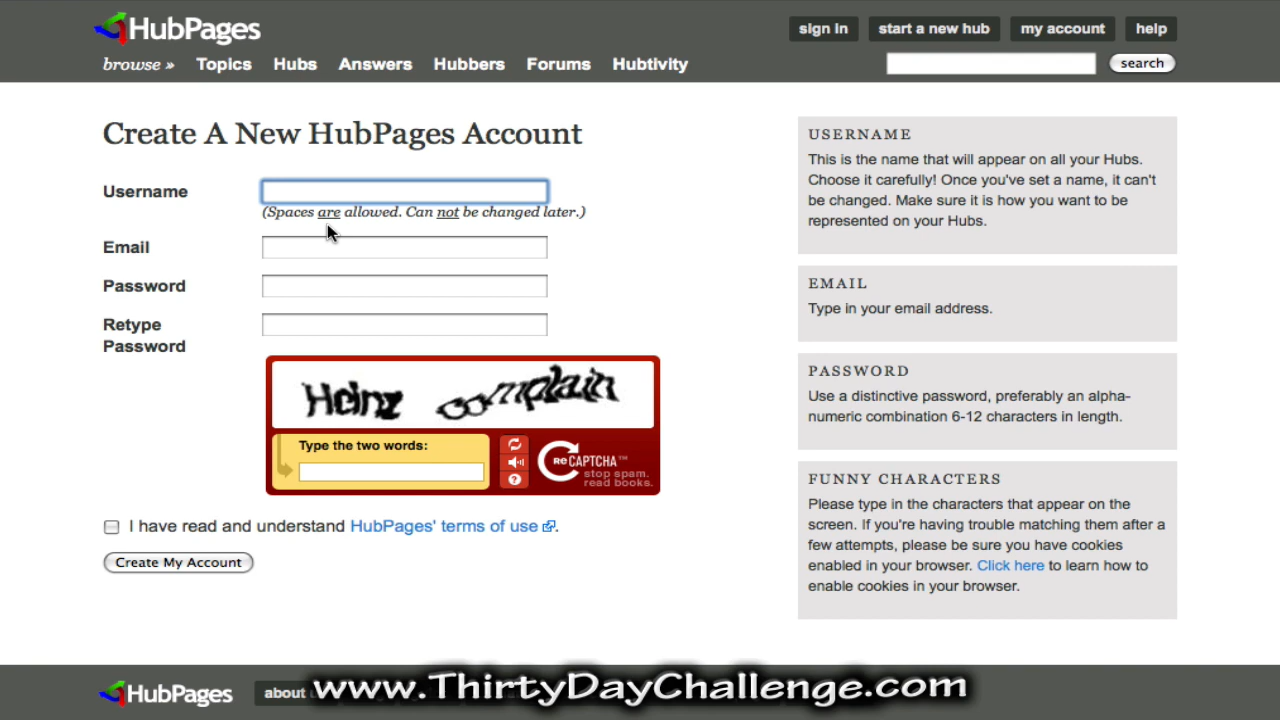 HubPages
sign in
start a new hub
my account
help
browse »
Topics
Hubs
Answers
Hubbers
Forums
Hubtivity
search
Create A New HubPages Account
Username
(Spaces are allowed. Can not be changed later.)
Email
Password
Retype
Password
Heinz complain
Type the two words:
reCAPTCHA™
stop spam.
read books.
I have read and understand HubPages' terms of use.
Create My Account
USERNAME
This is the name that will appear on all your Hubs.
Choose it carefully! Once you've set a name, it can't
be changed. Make sure it is how you want to be
represented on your Hubs.
EMAIL
Type in your email address.
PASSWORD
Use a distinctive password, preferably an alpha-
numeric combination 6-12 characters in length.
FUNNY CHARACTERS
Please type in the characters that appear on the
screen. If you're having trouble matching them after a
few attempts, please be sure you have cookies
enabled in your browser. Click here to learn how to
enable cookies in your browser.
HubPages
about
www.ThirtyDayChallenge.com